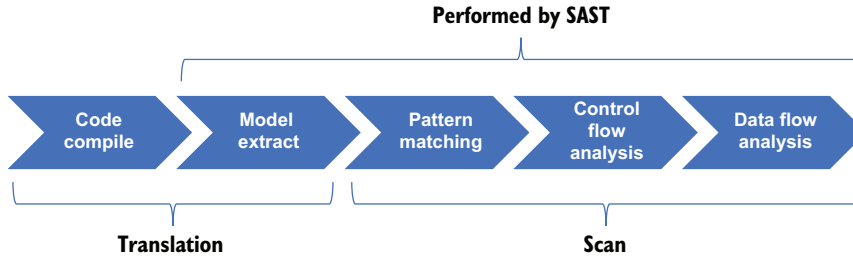 Performed by SAST
Code
compile
Model
extract
Pattern
matching
Control
flow
analysis
Data flow
analysis
Translation
Scan